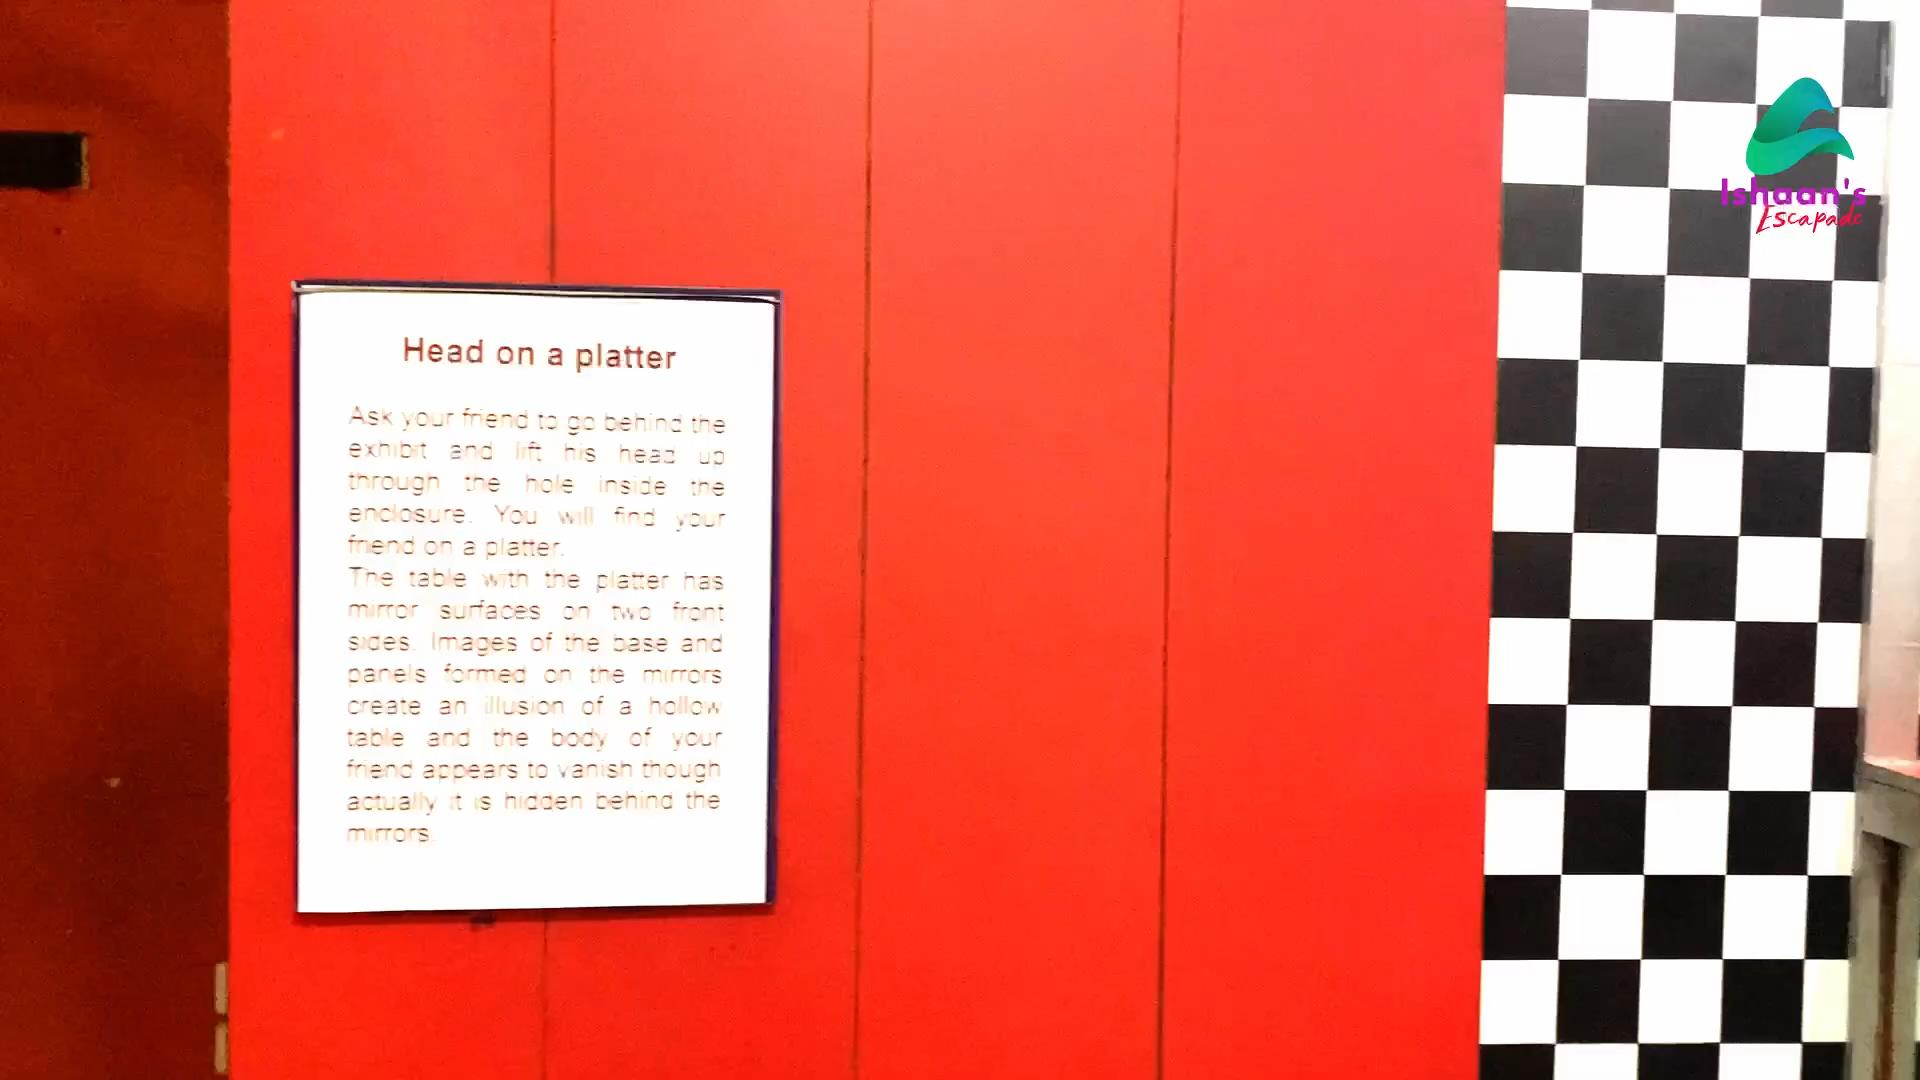 Ishaan's
Escapade
Head on a platter
Ask your friend to go behind the
exhibit and lift his head up
through the hole inside the
enclosure. You will find your
friend on a platter.
The table with the platter has
mirror surfaces on two front
sides. Images of the base and
panels formed on the mirrors
create an illusion of a hollow
table and the body of your
friend appears to vanish though
actually it is hidden behind the
mirrors.